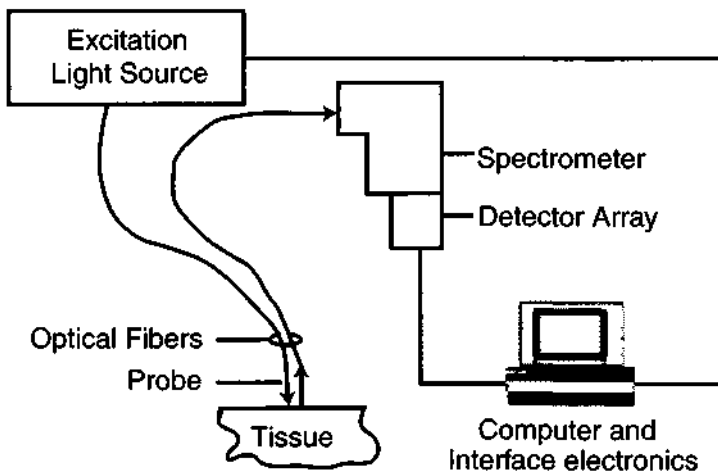 Excitation
Light Source
Spectrometer
Detector Array
Optical Fibers
Probe
Tissue
Computer and
Interface electronics